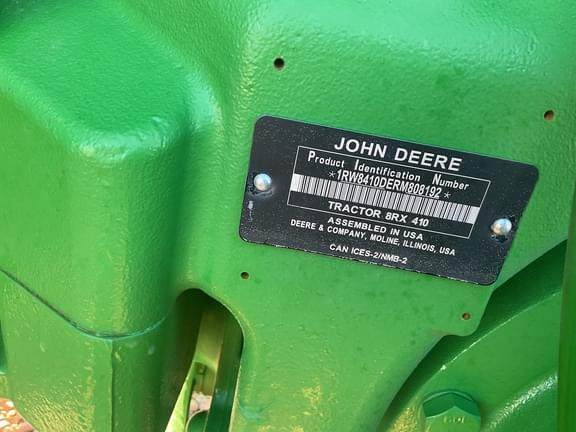 JOHN DEERE
Product Identification Number
*1RW8410DERM808192*
TRACTOR 8RX 410
ASSEMBLED IN USA
DEERE & COMPANY, MOLINE, ILLINOIS, USA
CAN ICES-2/NMB-2